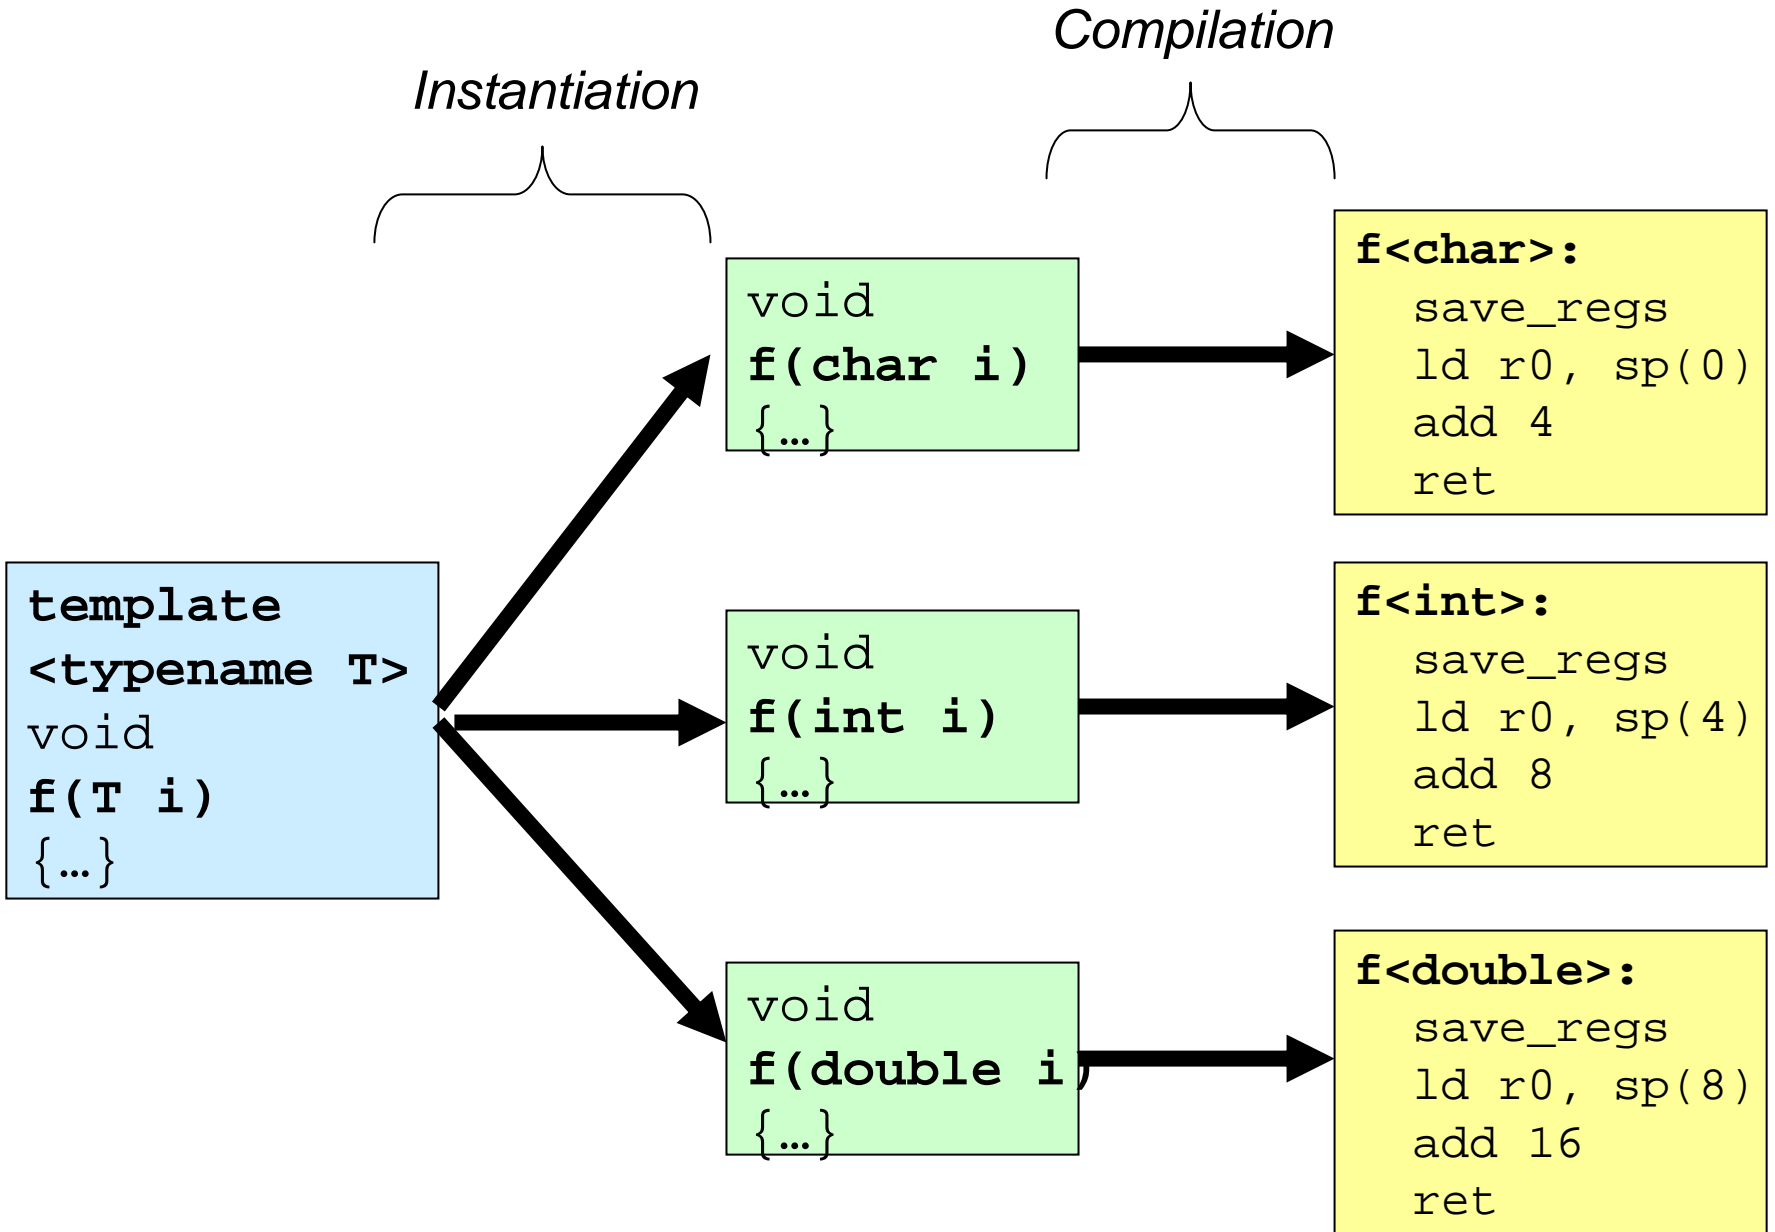 Compilation
Instantiation
template
<typename T>
void
f(T i)
{…}
void
f(char i)
{…}
void
f(int i)
{…}
void
f(double i)
{…}
f<char>:
save_regs
ld r0, sp(0)
add 4
ret
f<int>:
save_regs
ld r0, sp(4)
add 8
ret
f<double>:
save_regs
ld r0, sp(8)
add 16
ret